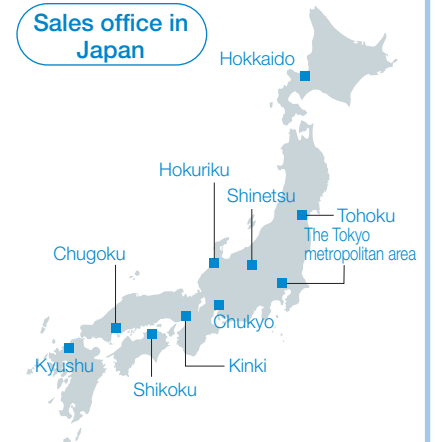 Sales office in
Japan
Hokkaido
Hokuriku
Shinetsu
Tohoku
The Tokyo
metropolitan area
Chugoku
Chukyo
Kyushu
Kinki
Shikoku